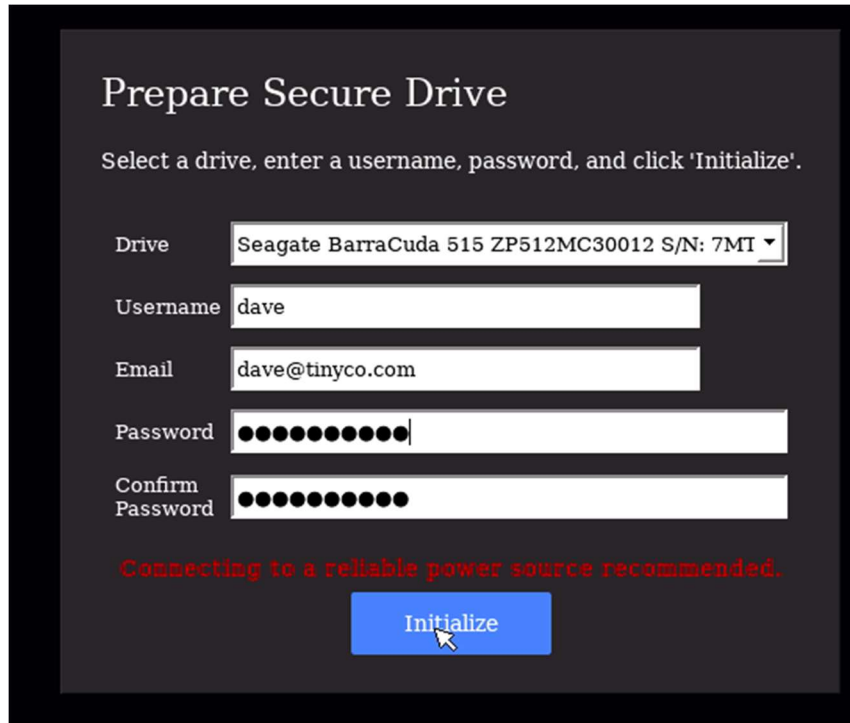 Prepare Secure Drive
Select a drive, enter a username, password, and click 'Initialize'.
Drive Seagate BarraCuda 515 ZP512MC30012 S/N: 7MT
Username dave
Email dave@tinyco.com
Password ●●●●●●●●●●
Confirm
Password ●●●●●●●●●●
Connecting to a reliable power source recommended.
Initialize